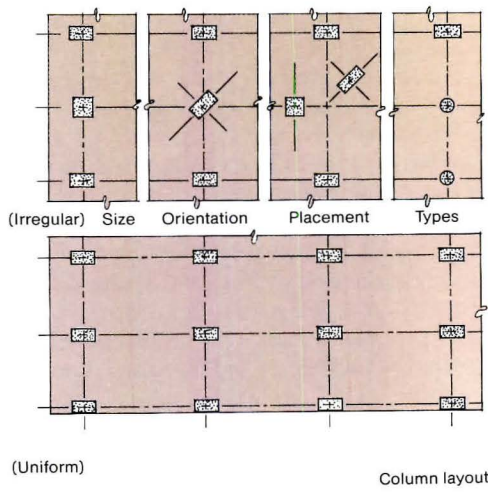 (Irregular) Size Orientation Placement Types
(Uniform)
Column layout